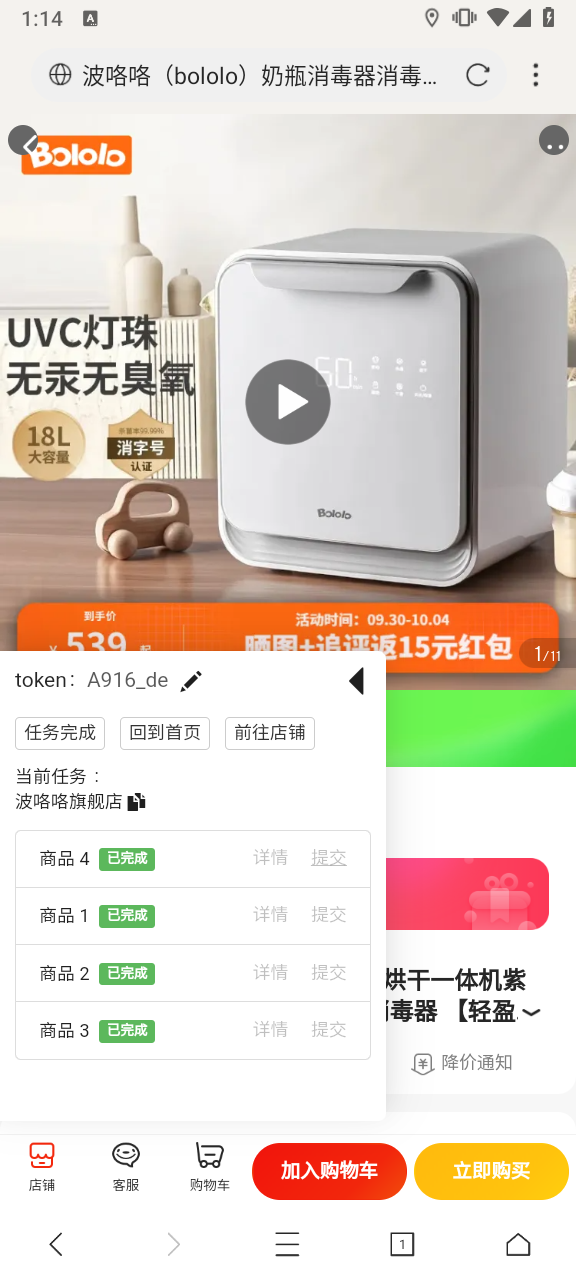 1:14
A
波咯咯（bololo）奶瓶消毒器消毒…
Bololo
UVC灯珠
无汞无臭氧
60
18L
大容量
杀菌率99.99%
消字号
认证
Bololo
到手价
¥ 539 起
活动时间：09.30-10.04
晒图+追评返15元红包
1/11
token： A916_de
任务完成
回到首页
前往店铺
当前任务：
波咯咯旗舰店
商品 4 已完成 详情 提交
商品 1 已完成 详情 提交
商品 2 已完成 详情 提交
商品 3 已完成 详情 提交
烘干一体机紫
消毒器 【轻盈
降价通知
店铺
客服
购物车
加入购物车
立即购买
1